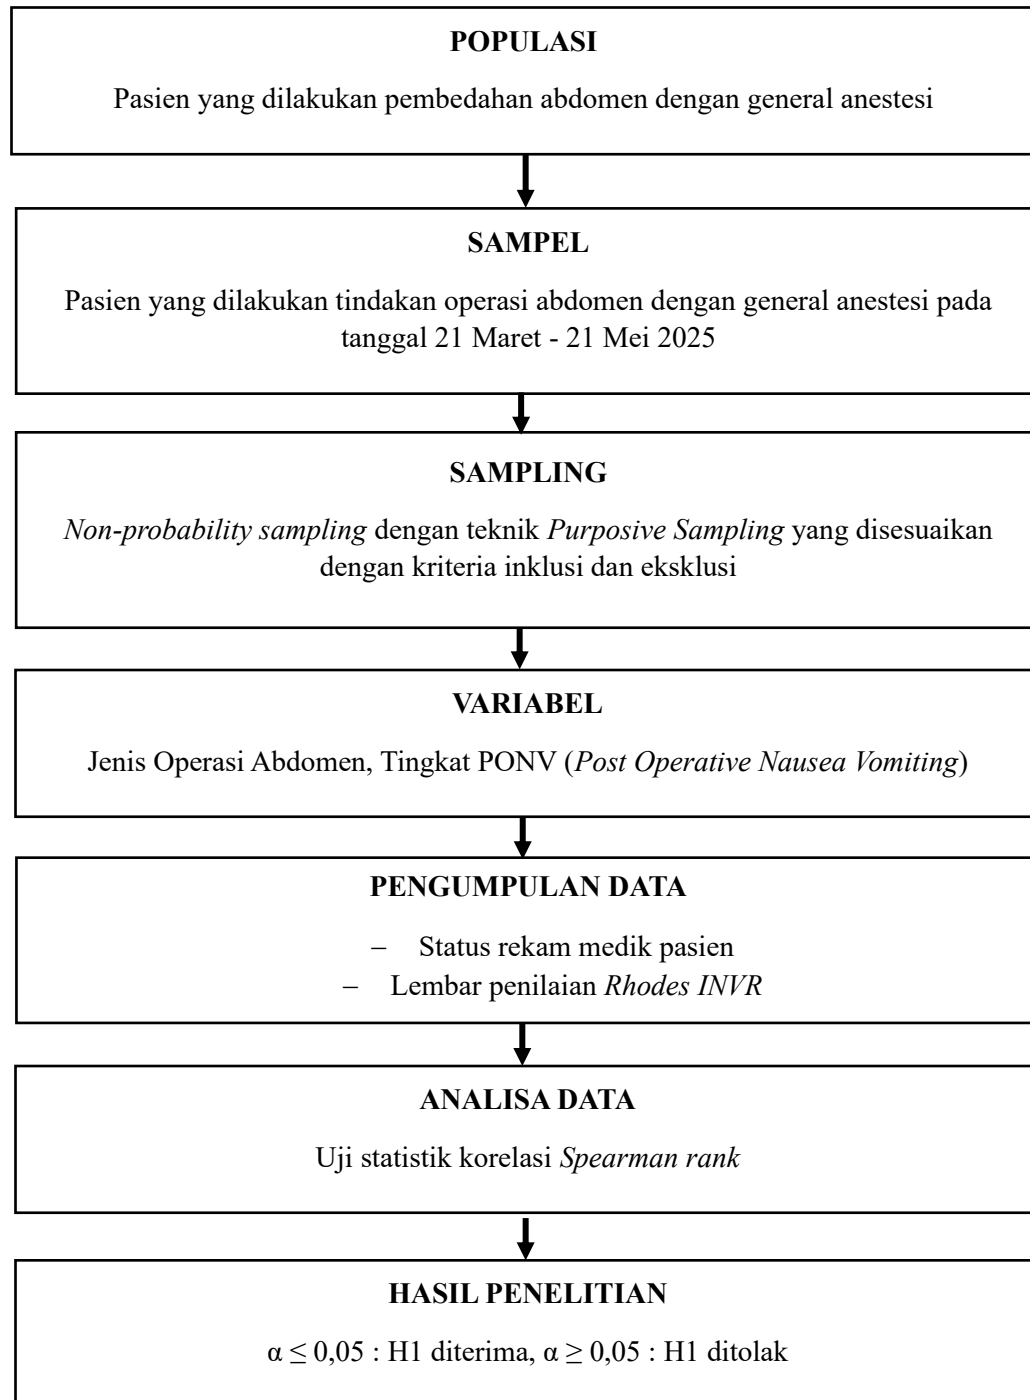 POPULASI
Pasien yang dilakukan pembedahan abdomen dengan general anestesi
SAMPEL
Pasien yang dilakukan tindakan operasi abdomen dengan general anestesi pada
tanggal 21 Maret - 21 Mei 2025
SAMPLING
Non-probability sampling dengan teknik Purposive Sampling yang disesuaikan
dengan kriteria inklusi dan eksklusi
VARIABEL
Jenis Operasi Abdomen, Tingkat PONV (Post Operative Nausea Vomiting)
PENGUMPULAN DATA
– Status rekam medik pasien
– Lembar penilaian Rhodes INVR
ANALISA DATA
Uji statistik korelasi Spearman rank
HASIL PENELITIAN
α ≤ 0,05 : H1 diterima, α ≥ 0,05 : H1 ditolak